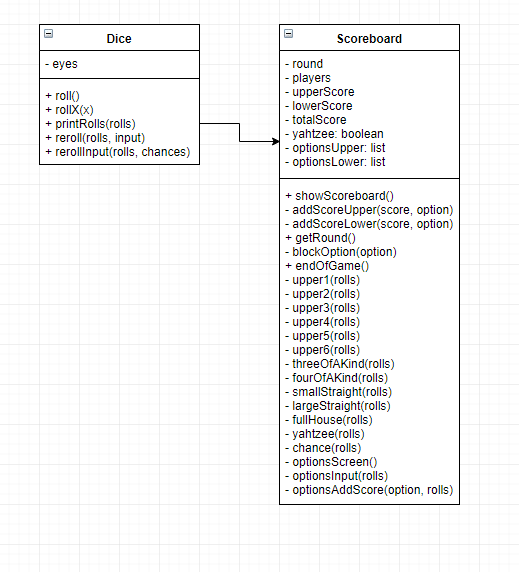 Dice
- eyes
+ roll()
+ rollX(x)
+ printRolls(rolls)
+ reroll(rolls, input)
+ rerollInput(rolls, chances)
Scoreboard
- round
- players
- upperScore
- lowerScore
- totalScore
- yahtzee: boolean
- optionsUpper: list
- optionsLower: list
+ showScoreboard()
- addScoreUpper(score, option)
- addScoreLower(score, option)
+ getRound()
- blockOption(option)
+ endOfGame()
- upper1(rolls)
- upper2(rolls)
- upper3(rolls)
- upper4(rolls)
- upper5(rolls)
- upper6(rolls)
- threeOfAKind(rolls)
- fourOfAKind(rolls)
- smallStraight(rolls)
- largeStraight(rolls)
- fullHouse(rolls)
- yahtzee(rolls)
- chance(rolls)
- optionsScreen()
- optionsInput(rolls)
- optionsAddScore(option, rolls)